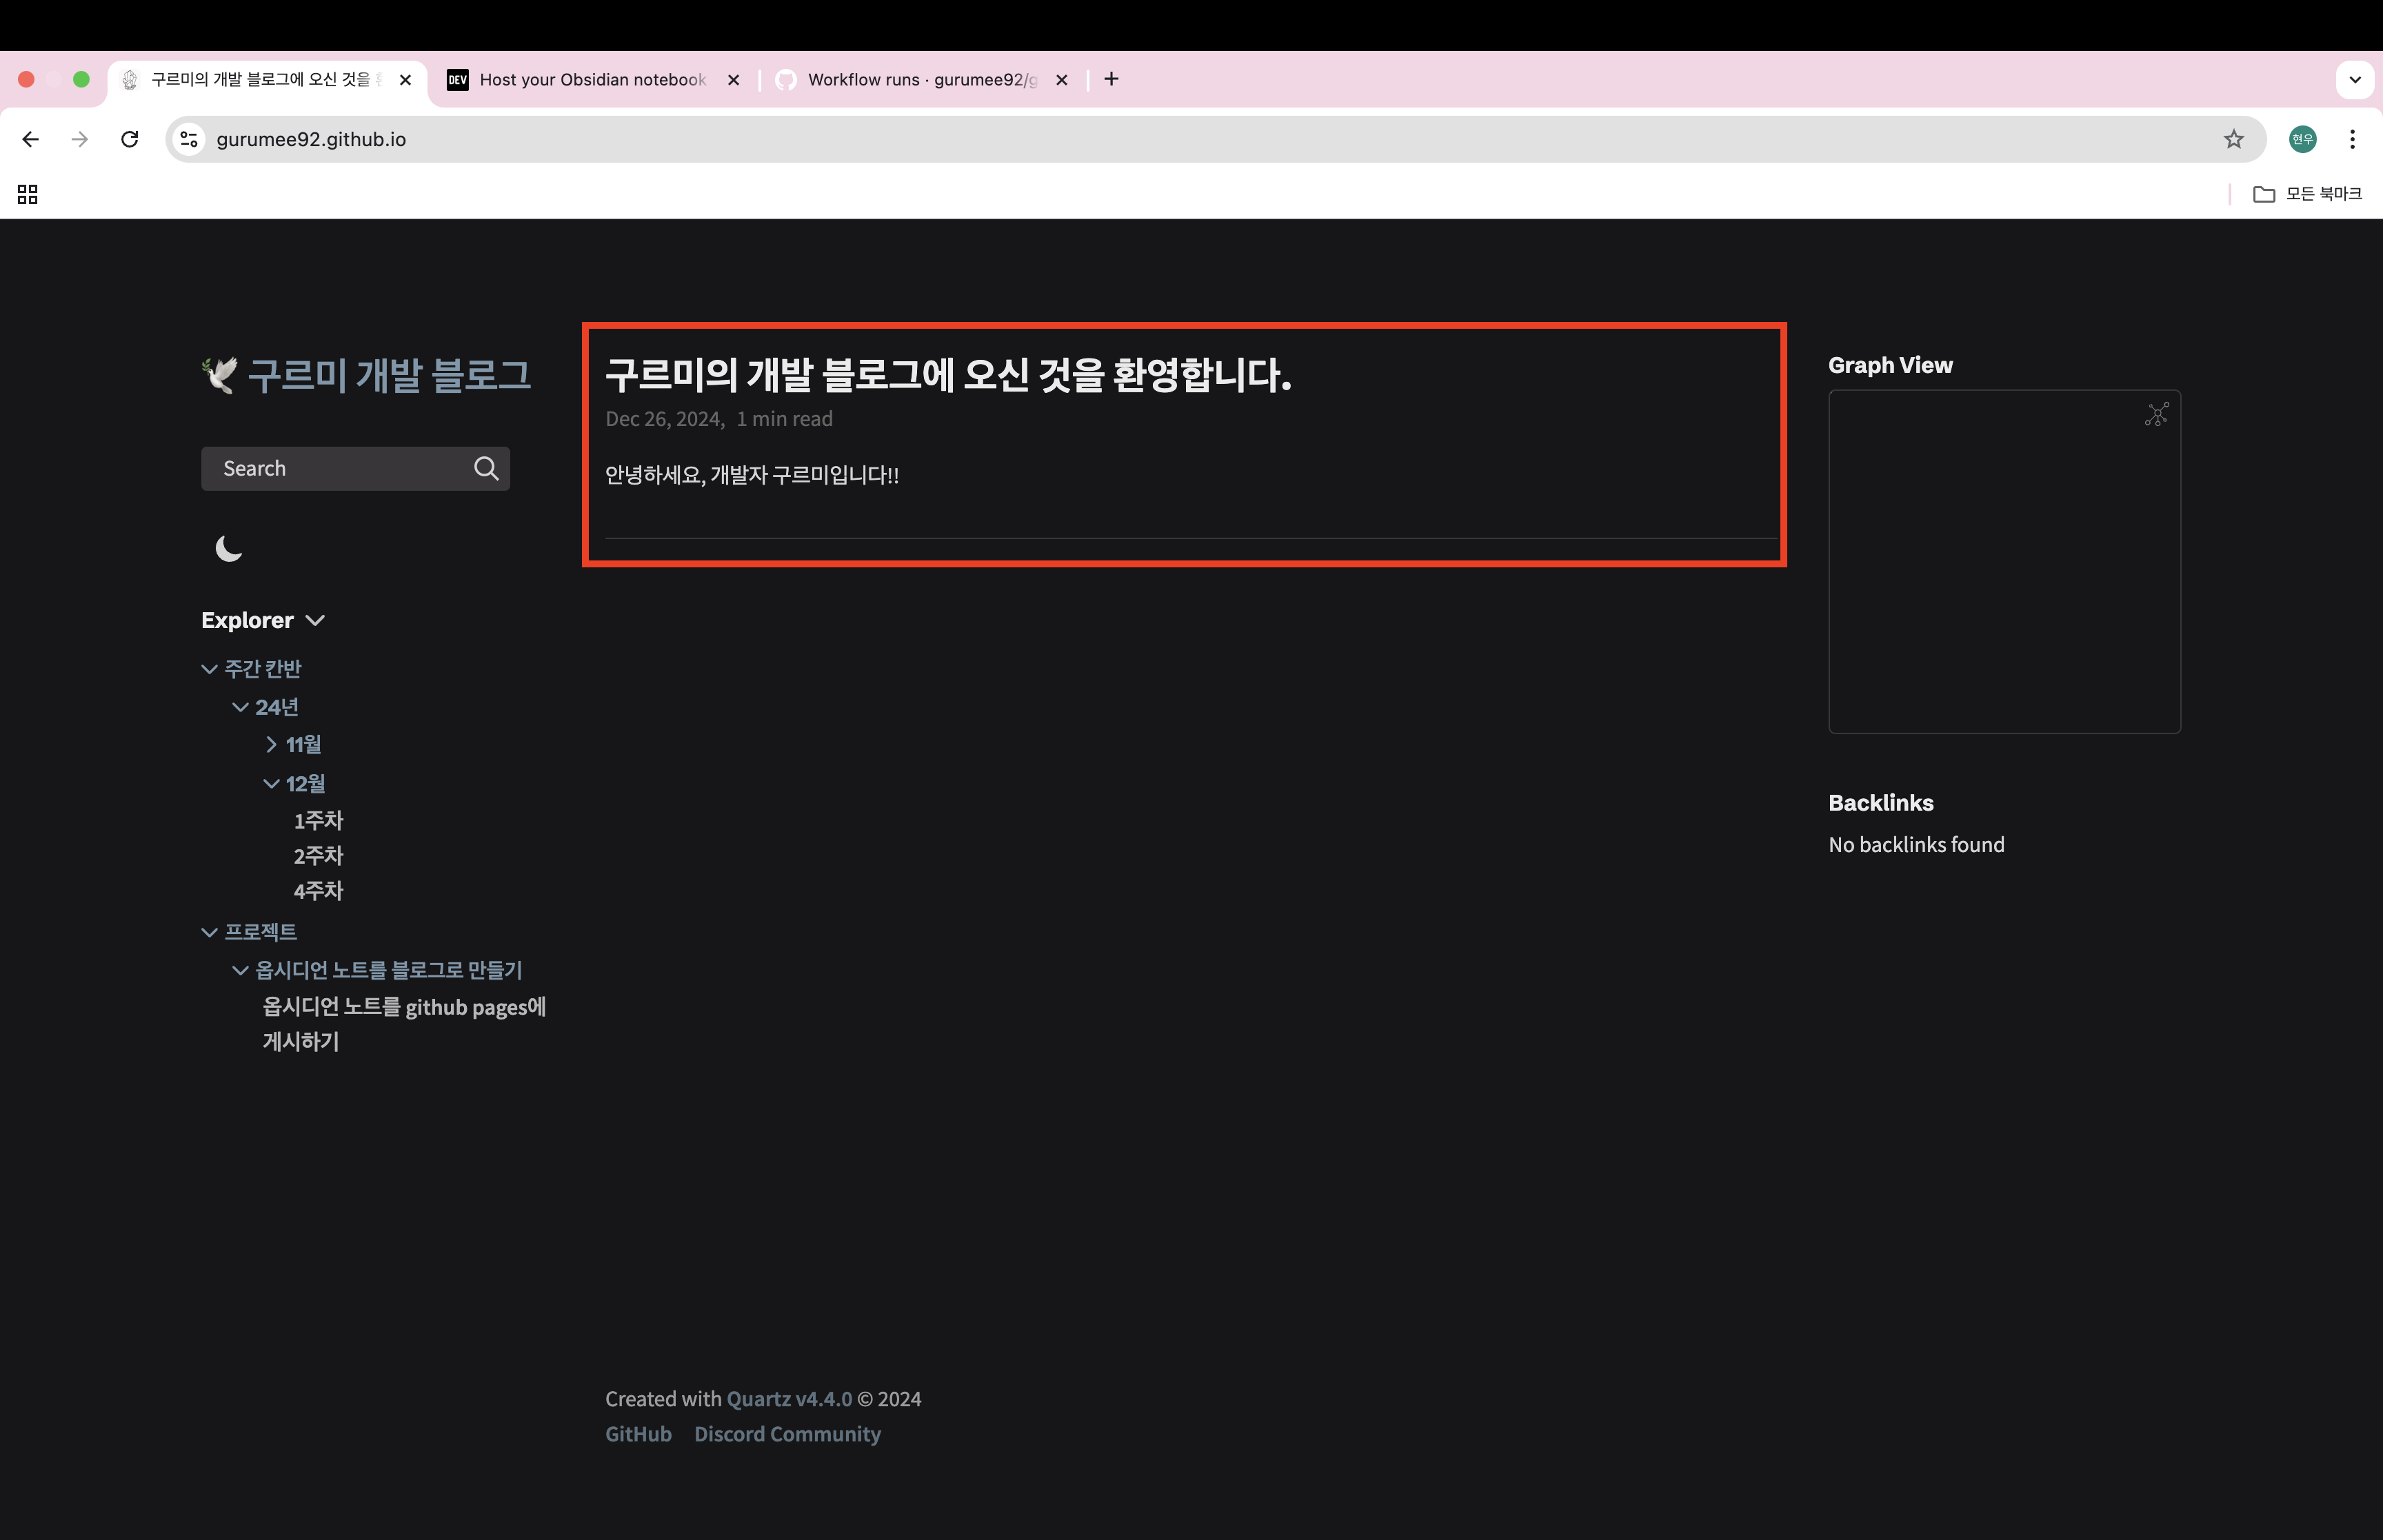 구르미의 개발 블로그에 오신 것을
DEV Host your Obsidian notebook
Workflow runs · gurumee92/g
gurumee92.github.io
현우
모든 북마크
구르미 개발 블로그
Search
Explorer
주간 칸반
24년
11월
12월
1주차
2주차
4주차
프로젝트
옵시디언 노트를 블로그로 만들기
옵시디언 노트를 github pages에
게시하기
구르미의 개발 블로그에 오신 것을 환영합니다.
Dec 26, 2024, 1 min read
안녕하세요, 개발자 구르미입니다!!
Graph View
Backlinks
No backlinks found
Created with Quartz v4.4.0 © 2024
GitHub Discord Community